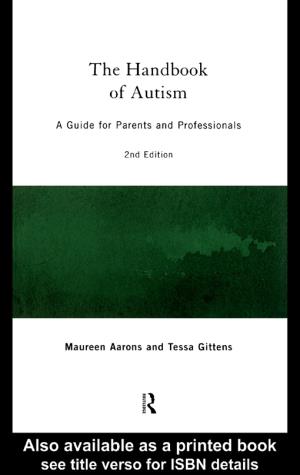 The Handbook
of Autism
A Guide for Parents and Professionals
2nd Edition
Maureen Aarons and Tessa Gittens
R
ROUTLEDGE
Also available as a printed book
see title verso for ISBN details